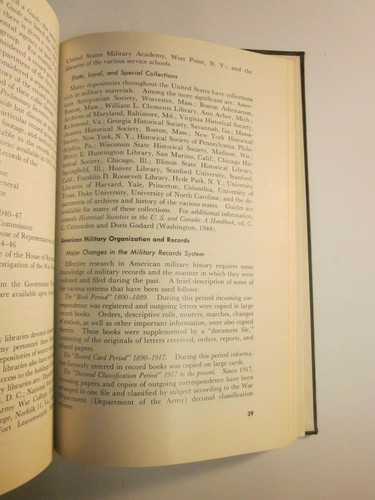 United States Military Academy, West Point, N. Y.; and the
libraries of the various service schools.
State, Local, and Special Collections
Many depositories throughout the United States have collections
rich in military materials. Among the more significant are: Amer-
ican Antiquarian Society, Worcester, Mass.; Boston Athenaeum,
Boston, Mass.; William L. Clements Library, Ann Arbor, Mich.;
Archives of Maryland, Baltimore, Md.; Virginia Historical Society,
Richmond, Va.; Georgia Historical Society, Savannah, Ga.; Massa-
chusetts Historical Society, Boston, Mass.; New York Historical
Society, New York, N. Y.; Historical Society of Pennsylvania, Phila-
delphia, Pa.; Wisconsin Historical Society, Madison, Wis.;
Henry E. Huntington Library, San Marino, Calif.; Chicago His-
torical Society, Chicago, Ill.; Illinois State Historical Library,
Springfield, Ill.; Hoover Library, Stanford University, Stanford,
Calif.; Franklin D. Roosevelt Library, Hyde Park, N. Y.; University
Libraries of Harvard, Yale, Princeton, Columbia, University of
Texas, Duke University, University of North Carolina; and the de-
partments of archives and history of the various states. Guides are
available for many of these collections. For additional information,
consult Historical Societies in the U. S. and Canada: A Handbook, ed. C.
C. Crittenden and Doris Godard (Washington, 1944).
American Military Organization and Records
Major Changes in the Military Records System
Effective research in American military history requires some
knowledge of military records and the manner in which they were
indexed and filed during the past. A brief description of some of
the various systems that have been used follows:
The "Book Period" 1800–1889. During this period incoming cor-
respondence was registered and outgoing letters were copied in large
record books. Orders, descriptive rolls, musters, marches, changes
of station, as well as other important information, were also copied
in books. These books were supplemented by a "document file,"
consisting of the originals of letters received, orders, reports, and
related papers.
The "Record Card Period" 1890–1917. During this period informa-
tion formerly entered in record books was copied on large cards.
The "Decimal Classification Period" 1917 to the present. Since 1917,
incoming papers and copies of outgoing correspondence have been
arranged in one file and classified by subject according to the War
Department (Department of the Army) decimal classification
39
1940–47
Commission
House of Representatives
44–46